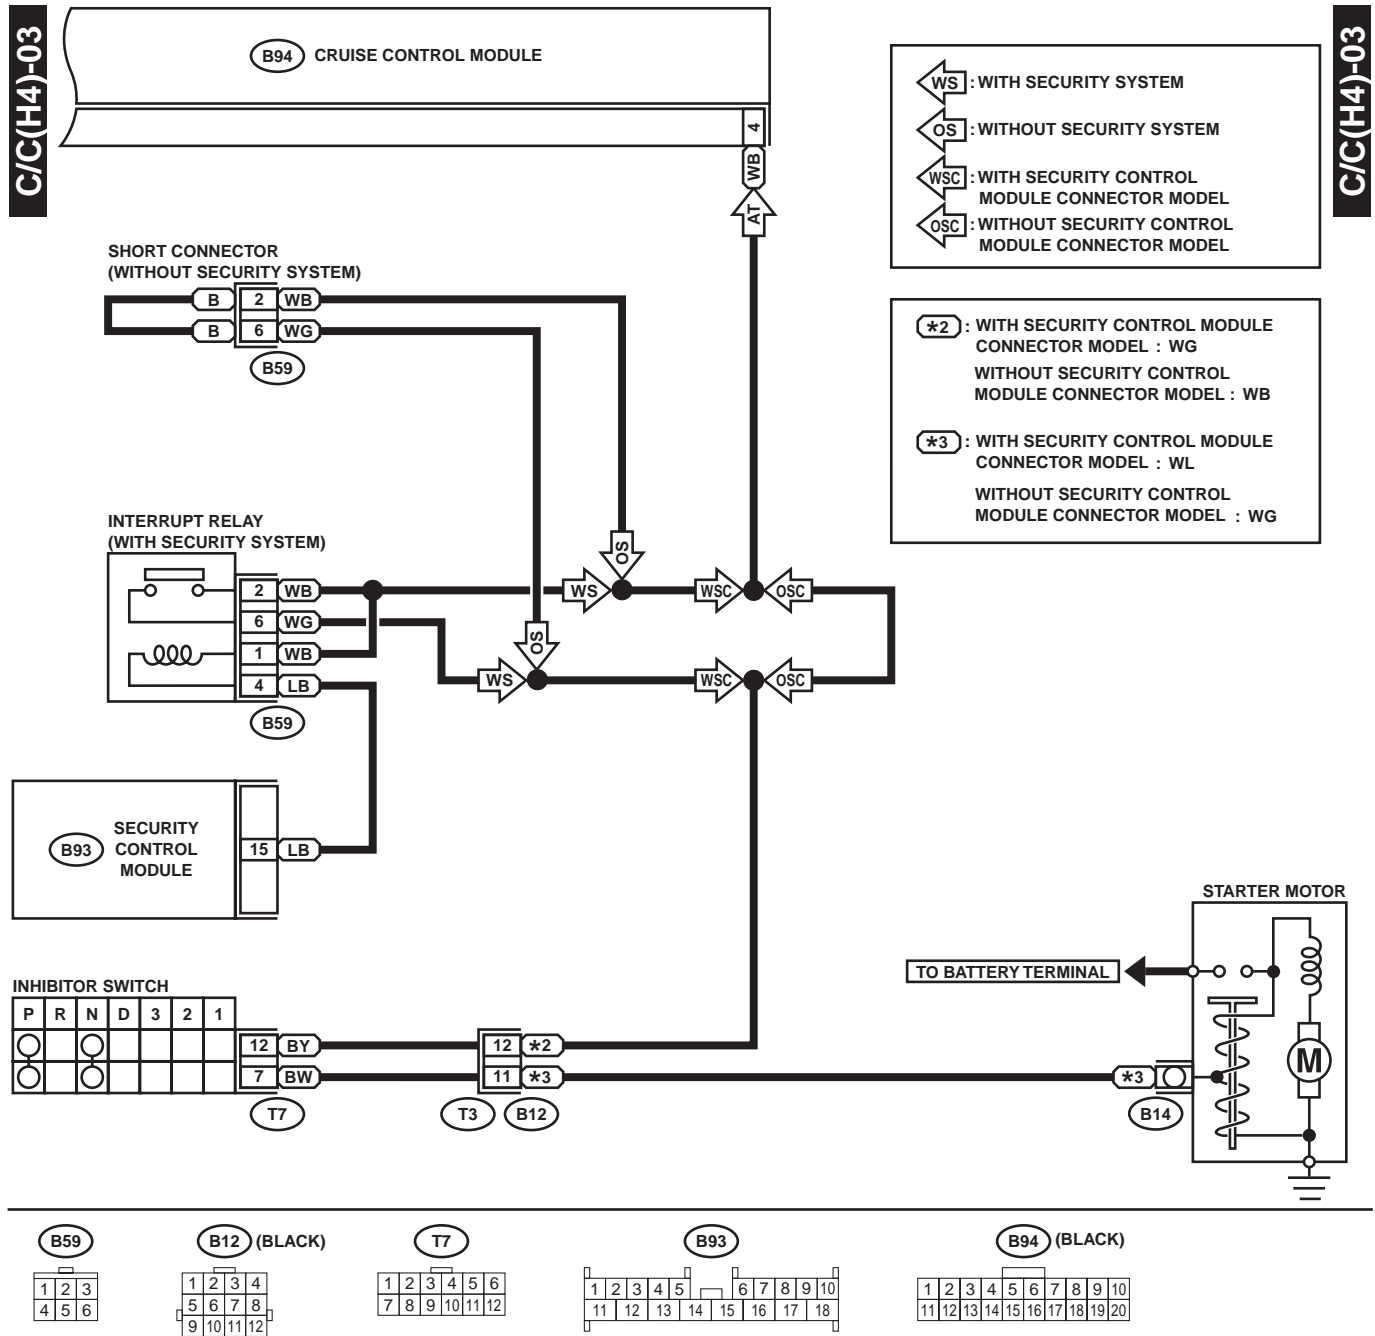 C/C(H4)-03
C/C(H4)-03
B94 CRUISE CONTROL MODULE
4
WB
AT
WS : WITH SECURITY SYSTEM
OS : WITHOUT SECURITY SYSTEM
WSC : WITH SECURITY CONTROL
MODULE CONNECTOR MODEL
OSC : WITHOUT SECURITY CONTROL
MODULE CONNECTOR MODEL
*2 : WITH SECURITY CONTROL MODULE
CONNECTOR MODEL : WG
WITHOUT SECURITY CONTROL
MODULE CONNECTOR MODEL : WB
*3 : WITH SECURITY CONTROL MODULE
CONNECTOR MODEL : WL
WITHOUT SECURITY CONTROL
MODULE CONNECTOR MODEL : WG
SHORT CONNECTOR
(WITHOUT SECURITY SYSTEM)
B 2 WB
B 6 WG
B59
INTERRUPT RELAY
(WITH SECURITY SYSTEM)
OS
2 WB WS WSC OSC
6 WG OS
1 WB
4 LB WS WSC OSC
B59
B93 SECURITY
CONTROL
MODULE
15 LB
INHIBITOR SWITCH
P R N D 3 2 1
12 BY 12 *2
7 BW 11 *3 *3
T7 T3 B12 B14
STARTER MOTOR
TO BATTERY TERMINAL
M
B59
1 2 3
4 5 6
B12 (BLACK)
1 2 3 4
5 6 7 8
9 10 11 12
T7
1 2 3 4 5 6
7 8 9 10 11 12
B93
1 2 3 4 5 6 7 8 9 10
11 12 13 14 15 16 17 18
B94 (BLACK)
1 2 3 4 5 6 7 8 9 10
11 12 13 14 15 16 17 18 19 20